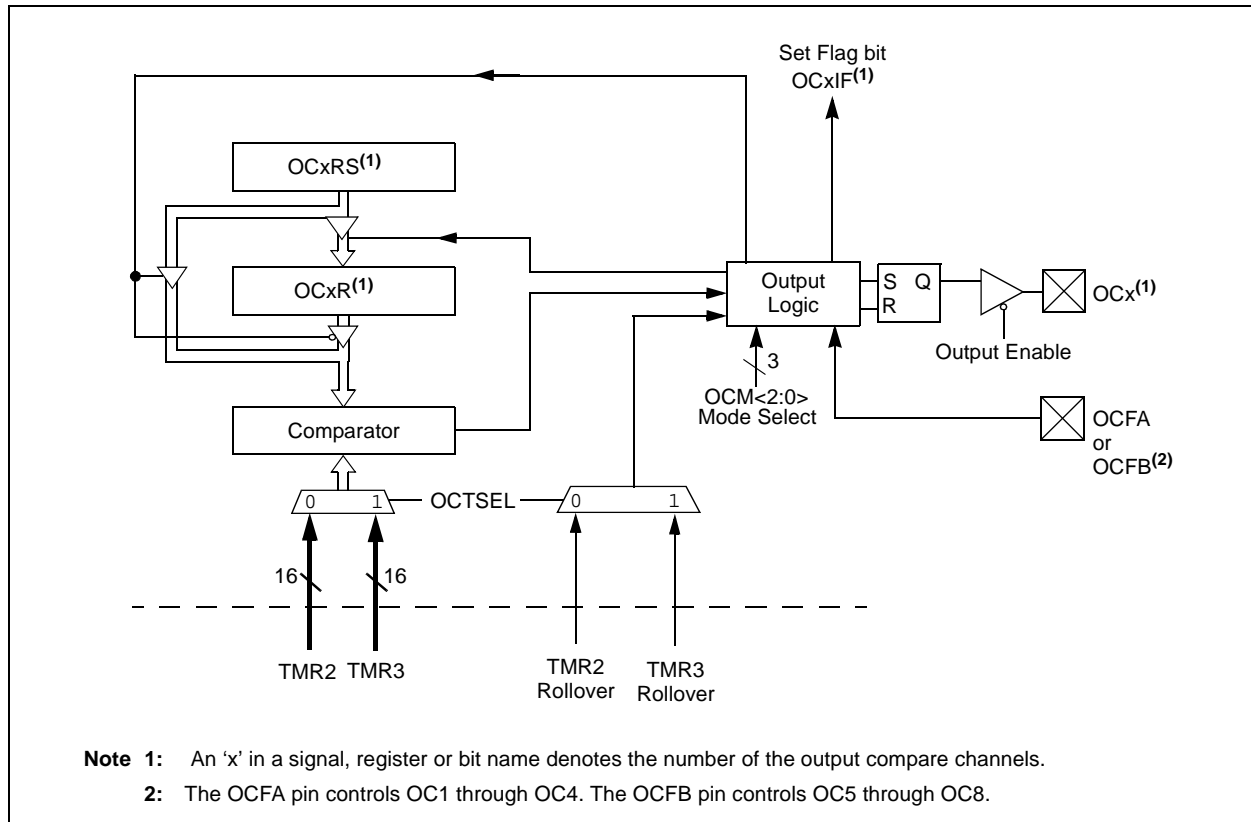 Set Flag bit
OCxIF(1)
OCxRS(1)
OCxR(1)
Output
Logic
S Q
R
OCx(1)
Output Enable
3
OCM<2:0>
Mode Select
Comparator
OCFA
or
OCFB(2)
0 1
OCTSEL
0 1
16
16
TMR2
TMR3
TMR2
Rollover
TMR3
Rollover
Note 1: An ‘x’ in a signal, register or bit name denotes the number of the output compare channels.
2: The OCFA pin controls OC1 through OC4. The OCFB pin controls OC5 through OC8.